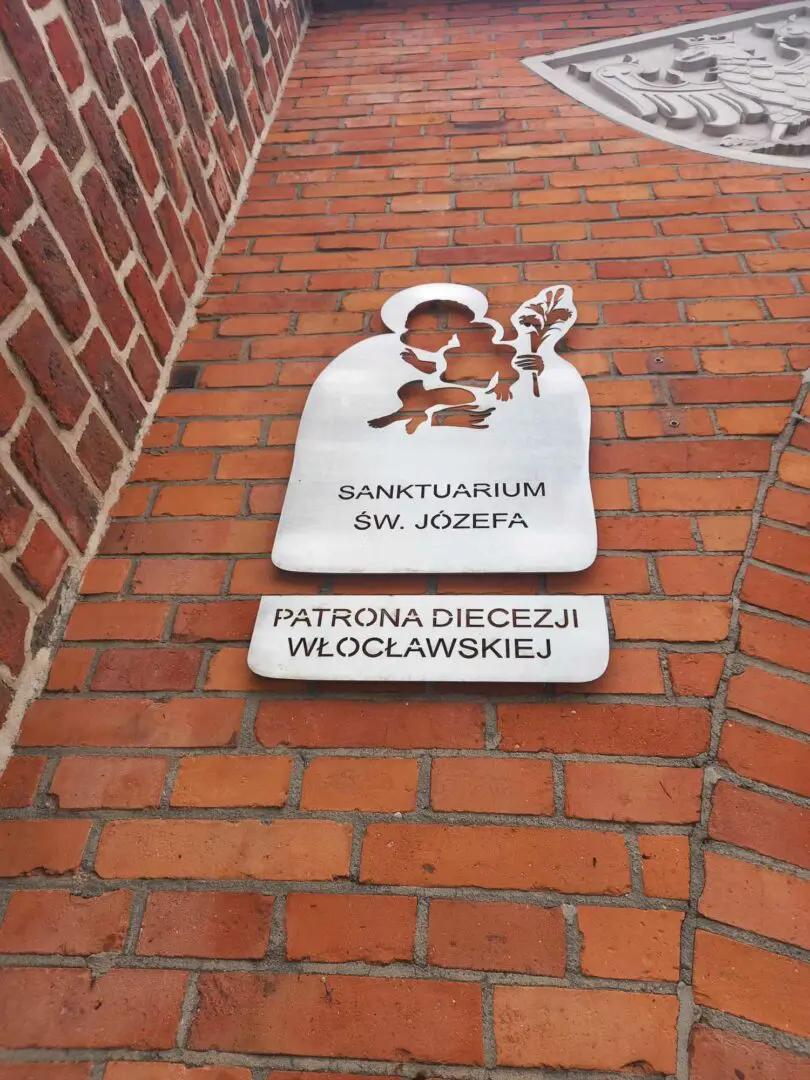 SANKTUARIUM
ŚW. JÓZEFA
PATRONA DIECEZJI
WŁOCŁAWSKIEJ